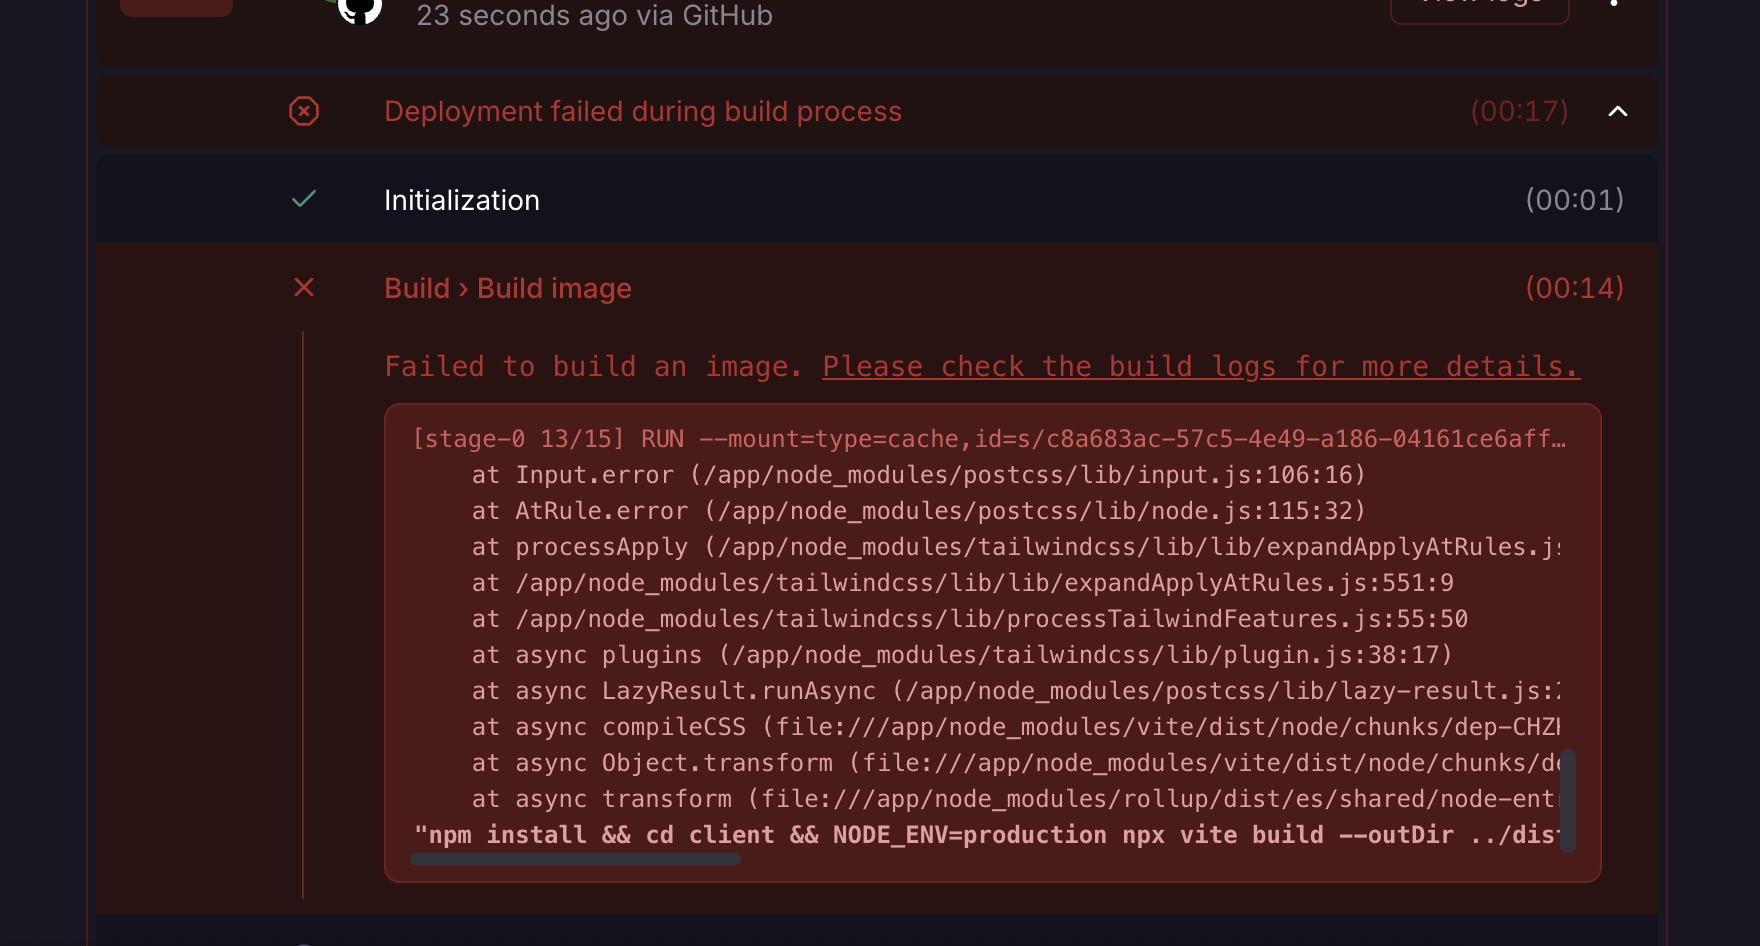 23 seconds ago via GitHub
Deployment failed during build process (00:17)
Initialization (00:01)
Build › Build image (00:14)
Failed to build an image. Please check the build logs for more details.
[stage-0 13/15] RUN --mount=type=cache,id=s/c8a683ac-57c5-4e49-a186-04161ce6aff…
at Input.error (/app/node_modules/postcss/lib/input.js:106:16)
at AtRule.error (/app/node_modules/postcss/lib/node.js:115:32)
at processApply (/app/node_modules/tailwindcss/lib/lib/expandApplyAtRules.js
at /app/node_modules/tailwindcss/lib/lib/expandApplyAtRules.js:551:9
at /app/node_modules/tailwindcss/lib/processTailwindFeatures.js:55:50
at async plugins (/app/node_modules/tailwindcss/lib/plugin.js:38:17)
at async LazyResult.runAsync (/app/node_modules/postcss/lib/lazy-result.js:2
at async compileCSS (file:///app/node_modules/vite/dist/node/chunks/dep-CHZ
at async Object.transform (file:///app/node_modules/vite/dist/node/chunks/de
at async transform (file:///app/node_modules/rollup/dist/es/shared/node-entr
"npm install && cd client && NODE_ENV=production npx vite build --outDir ../dist